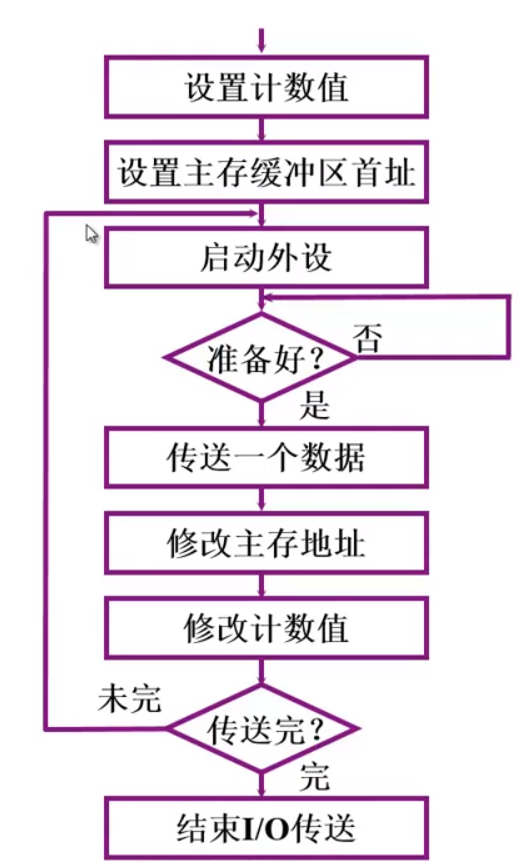 设置计数值
设置主存缓冲区首址
启动外设
准备好？
否
是
传送一个数据
修改主存地址
修改计数值
未完
传送完？
完
结束I/O传送